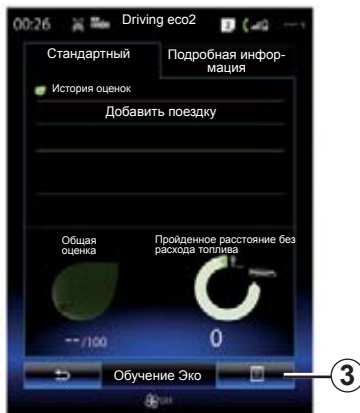 00:26 Driving eco2 2
Стандартный
Подробная инфор-
мация
История оценок
Добавить поездку
Общая
оценка
Пройденное расстояние без
расхода топлива
--/100
0
Обучение Эко
3